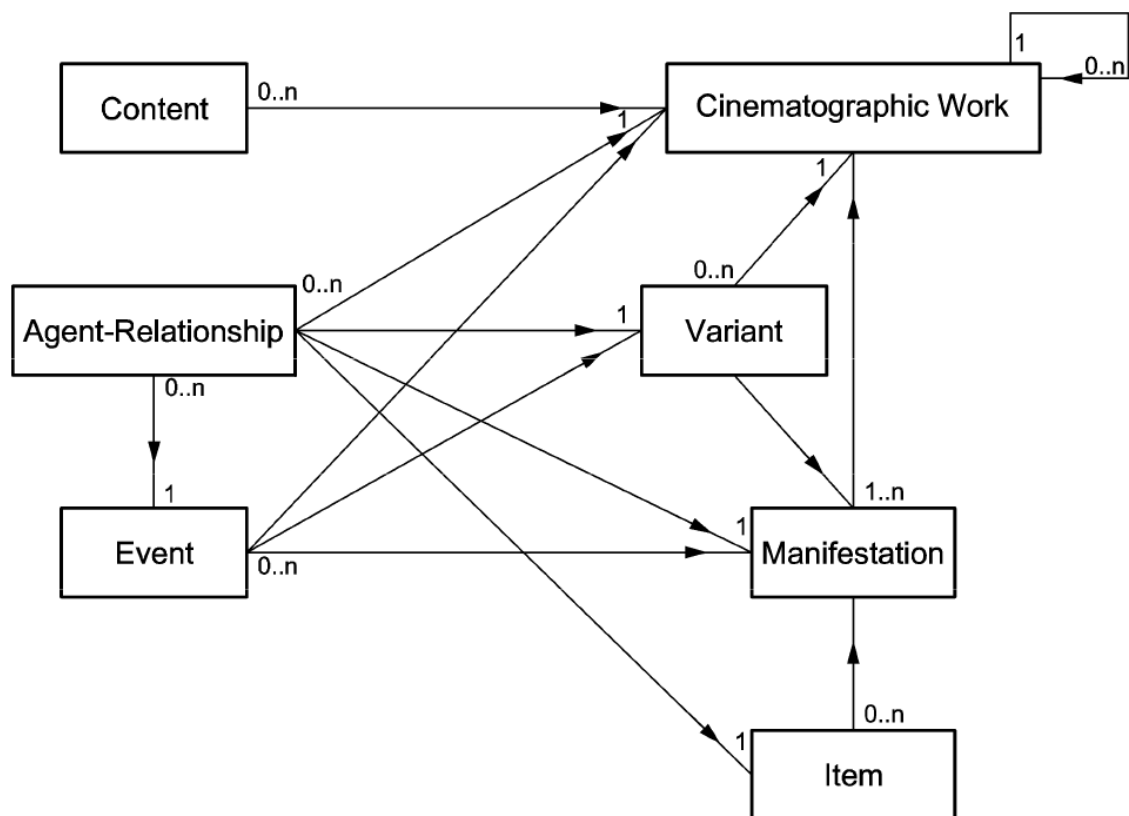 1
Content
0..n
Cinematographic Work
0..n
1
1
0..n
0..n
Agent-Relationship
1
Variant
0..n
1
1..n
Event
1
Manifestation
0..n
0..n
1
Item